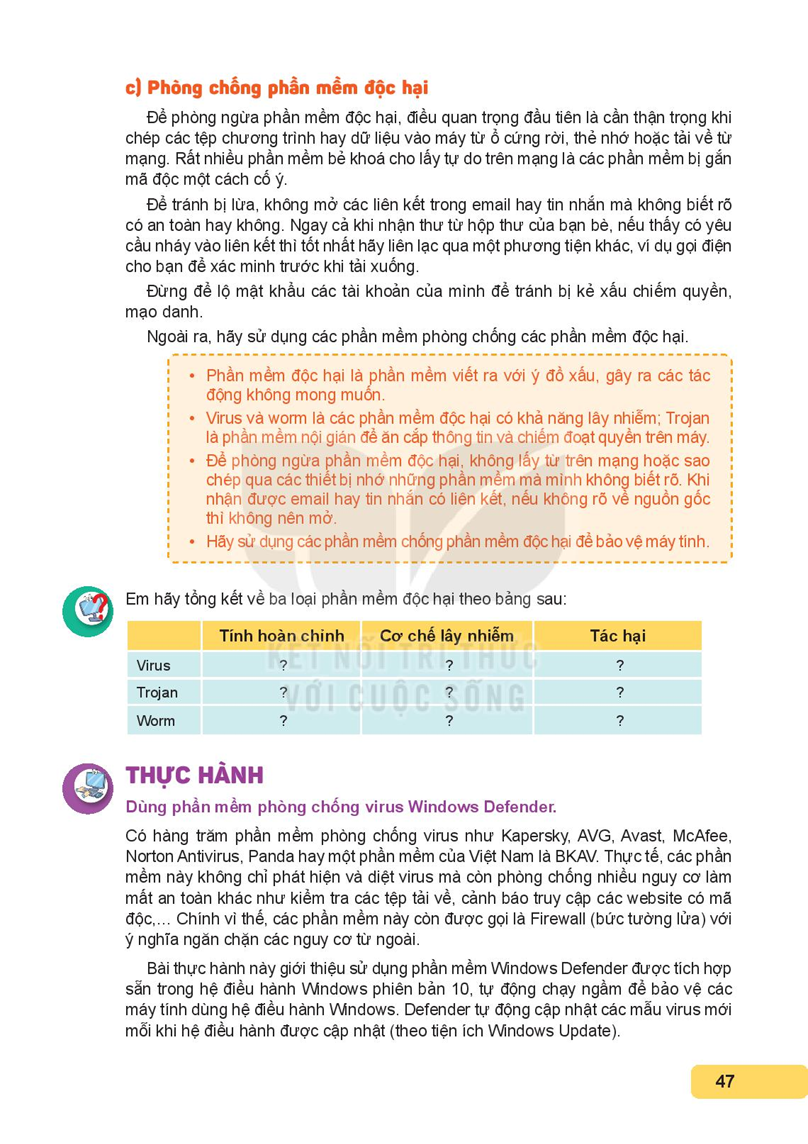 c) Phòng chống phần mềm độc hại
Để phòng ngừa phần mềm độc hại, điều quan trọng đầu tiên là cần thận trọng khi
chép các tệp chương trình hay dữ liệu vào máy từ ổ cứng rời, thẻ nhớ hoặc tải về từ
mạng. Rất nhiều phần mềm bẻ khoá cho lấy tự do trên mạng là các phần mềm bị gắn
mã độc một cách cố ý.
Để tránh bị lừa, không mở các liên kết trong email hay tin nhắn mà không biết rõ
có an toàn hay không. Ngay cả khi nhận thư từ hộp thư của bạn bè, nếu thấy có yêu
cầu nháy vào liên kết thì tốt nhất hãy liên lạc qua một phương tiện khác, ví dụ gọi điện
cho bạn để xác minh trước khi tải xuống.
Đừng để lộ mật khẩu các tài khoản của mình để tránh bị kẻ xấu chiếm quyền,
mạo danh.
Ngoài ra, hãy sử dụng các phần mềm phòng chống các phần mềm độc hại.
• Phần mềm độc hại là phần mềm viết ra với ý đồ xấu, gây ra các tác
động không mong muốn.
• Virus và worm là các phần mềm độc hại có khả năng lây nhiễm; Trojan
là phần mềm nội gián để ăn cắp thông tin và chiếm đoạt quyền trên máy.
• Để phòng ngừa phần mềm độc hại, không lấy từ trên mạng hoặc sao
chép qua các thiết bị nhớ những phần mềm mà mình không biết rõ. Khi
nhận được email hay tin nhắn có liên kết, nếu không rõ về nguồn gốc
thì không nên mở.
• Hãy sử dụng các phần mềm chống phần mềm độc hại để bảo vệ máy tính.
Em hãy tổng kết về ba loại phần mềm độc hại theo bảng sau:
Tính hoàn chỉnh Cơ chế lây nhiễm Tác hại
Virus ? ? ?
Trojan ? ? ?
Worm ? ? ?
KẾT NỐI TRI THỨC
VỚI CUỘC SỐNG
THỰC HÀNH
Dùng phần mềm phòng chống virus Windows Defender.
Có hàng trăm phần mềm phòng chống virus như Kapersky, AVG, Avast, McAfee,
Norton Antivirus, Panda hay một phần mềm của Việt Nam là BKAV. Thực tế, các phần
mềm này không chỉ phát hiện và diệt virus mà còn phòng chống nhiều nguy cơ làm
mất an toàn khác như kiểm tra các tệp tải về, cảnh báo truy cập các website có mã
độc,... Chính vì thế, các phần mềm này còn được gọi là Firewall (bức tường lửa) với
ý nghĩa ngăn chặn các nguy cơ từ ngoài.
Bài thực hành này giới thiệu sử dụng phần mềm Windows Defender được tích hợp
sẵn trong hệ điều hành Windows phiên bản 10, tự động chạy ngầm để bảo vệ các
máy tính dùng hệ điều hành Windows. Defender tự động cập nhật các mẫu virus mới
mỗi khi hệ điều hành được cập nhật (theo tiện ích Windows Update).
47